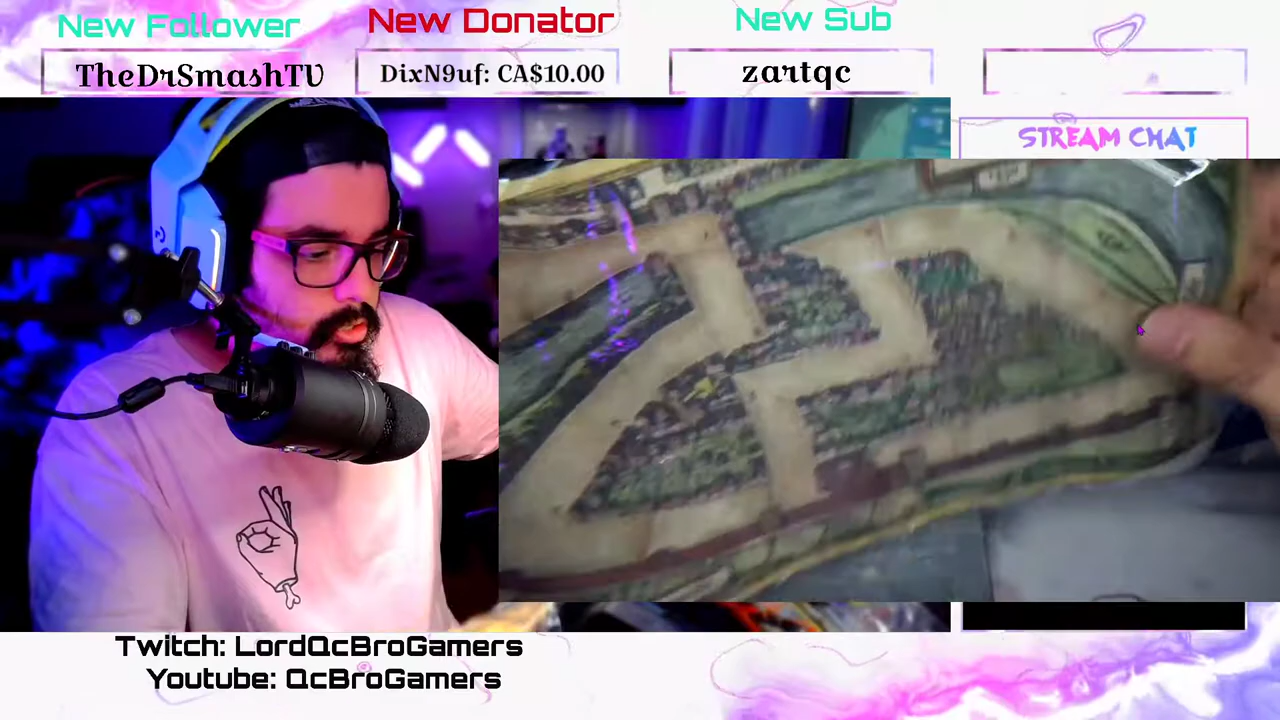 New Follower
New Donator
New Sub
TheDrSmashTV
DixN9uf: CA$10.00
zartqc
STREAM CHAT
Twitch: LordQcBroGamers
Youtube: QcBroGamers